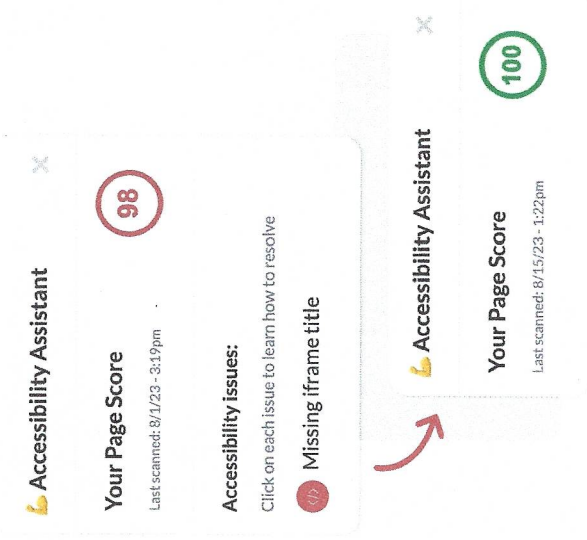 Accessibility Assistant
Your Page Score
98
Last scanned: 8/1/23 - 3:19pm
Accessibility issues:
Click on each issue to learn how to resolve
</> Missing iframe title
Accessibility Assistant
Your Page Score
100
Last scanned: 8/15/23 - 1:22pm